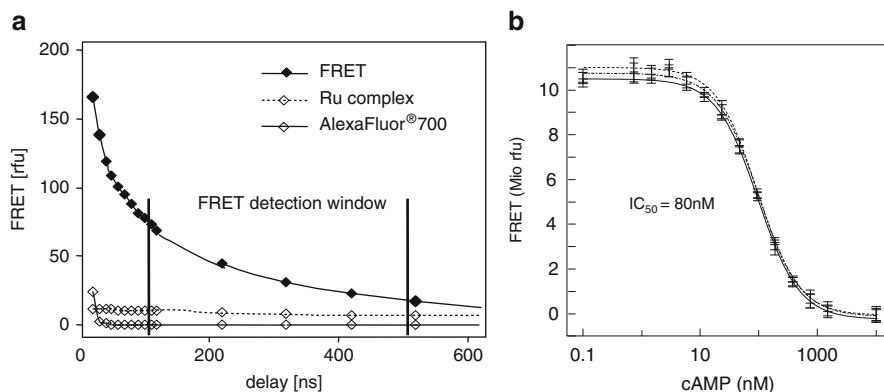 a
200
150
100
50
0
FRET [rfu]
FRET
Ru complex
AlexaFluor®700
FRET detection window
0
200
400
600
delay [ns]
b
10
8
6
4
2
0
FRET (Mio rfu)
IC50 = 80nM
0.1
10
1000
cAMP (nM)